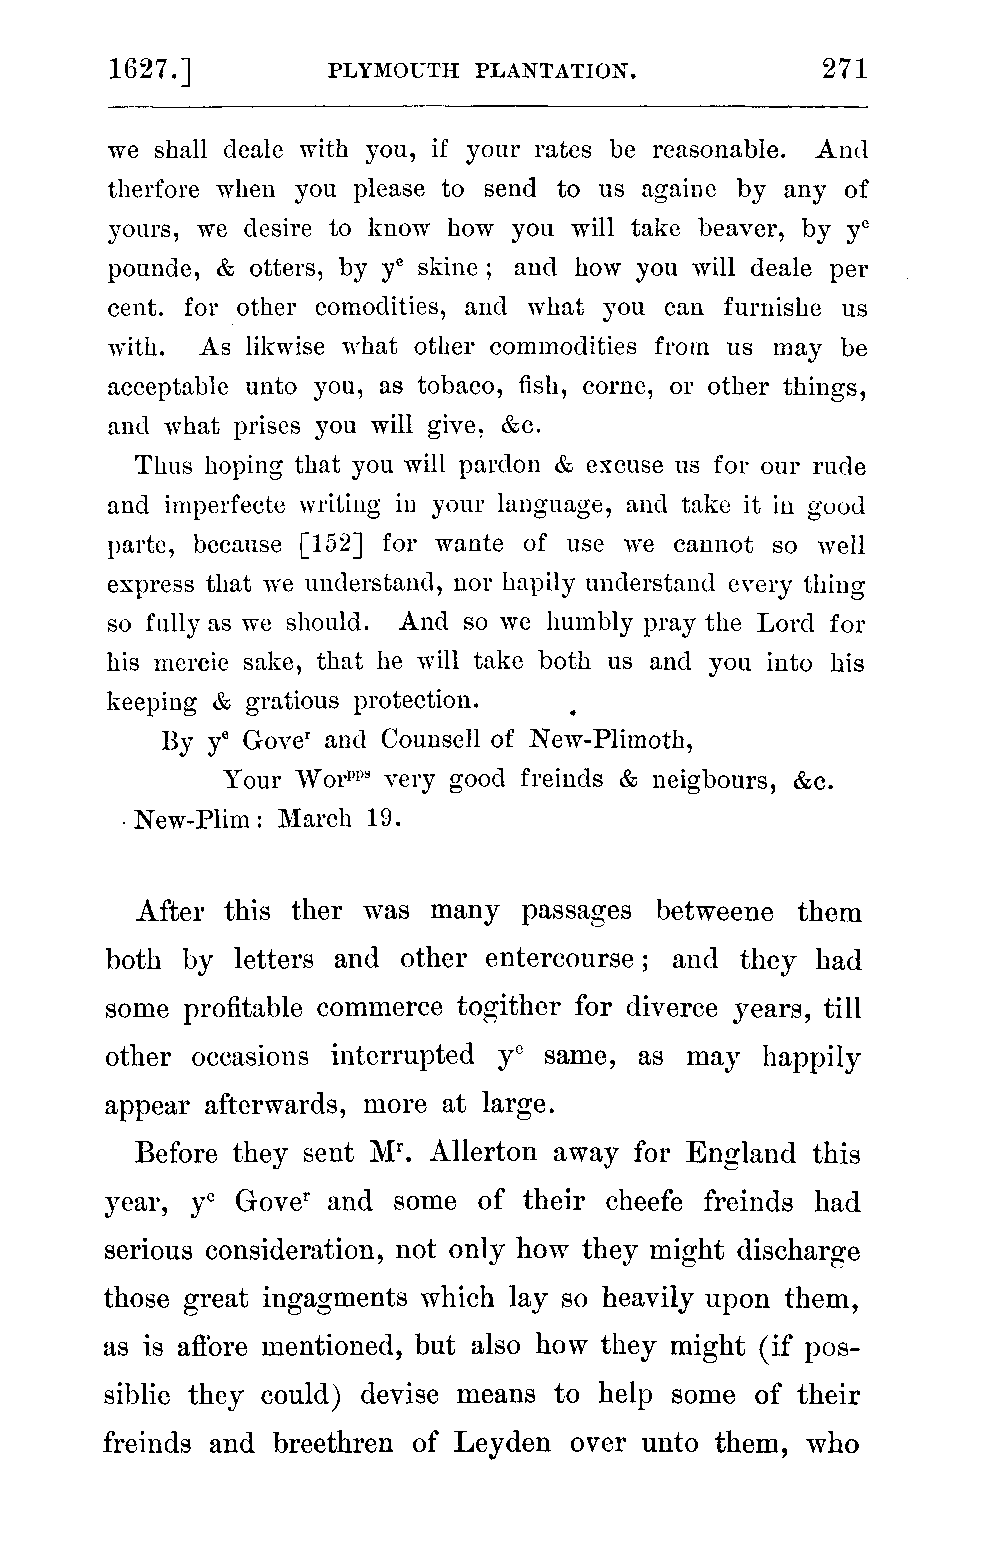 1627.] PLYMOUTH PLANTATION. 271
we shall deale with you, if your rates be reasonable. And
therfore when you please to send to us againe by any of
yours, we desire to know how you will take beaver, by yᵉ
pounde, & otters, by yᵉ skine; and how you will deale per
cent. for other comodities, and what you can furnishe us
with. As likwise what other commodities from us may be
acceptable unto you, as tobaco, fish, corne, or other things,
and what prises you will give, &c.
Thus hoping that you will pardon & excuse us for our rude
and imperfecte writing in your language, and take it in good
parte, because [152] for wante of use we cannot so well
express that we understand, nor hapily understand every thing
so fully as we should. And so we humbly pray the Lord for
his mercie sake, that he will take both us and you into his
keeping & gratious protection.
By yᵉ Goveʳ and Counsell of New-Plimoth,
Your Worᵖᵖˢ very good freinds & neigbours, &c.
New-Plim: March 19.
After this ther was many passages betweene them
both by letters and other entercourse; and they had
some profitable commerce togither for diverce years, till
other occasions interrupted yᵉ same, as may happily
appear afterwards, more at large.
Before they sent Mʳ. Allerton away for England this
year, yᵉ Goveʳ and some of their cheefe freinds had
serious consideration, not only how they might discharge
those great ingagments which lay so heavily upon them,
as is affore mentioned, but also how they might (if pos-
siblie they could) devise means to help some of their
freinds and breethren of Leyden over unto them, who